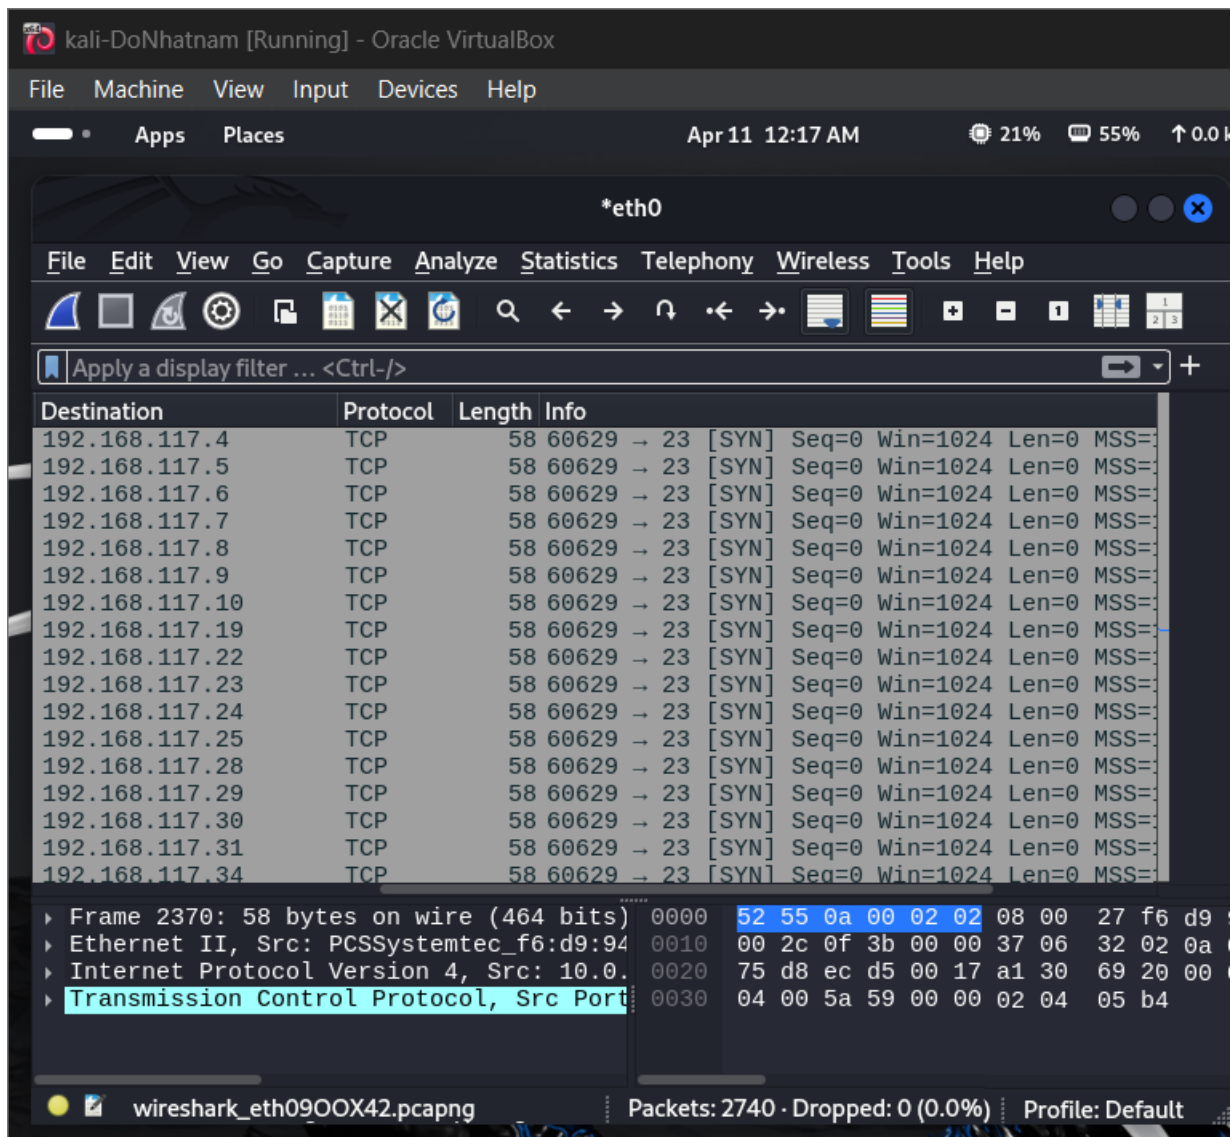 kali-DoNhatnam [Running] - Oracle VirtualBox
File Machine View Input Devices Help
Apps Places Apr 11 12:17 AM 21% 55% ↑ 0.0
*eth0
File Edit View Go Capture Analyze Statistics Telephony Wireless Tools Help
Apply a display filter ... <Ctrl-/>
Destination Protocol Length Info
192.168.117.4 TCP 58 60629 → 23 [SYN] Seq=0 Win=1024 Len=0 MSS=
192.168.117.5 TCP 58 60629 → 23 [SYN] Seq=0 Win=1024 Len=0 MSS=
192.168.117.6 TCP 58 60629 → 23 [SYN] Seq=0 Win=1024 Len=0 MSS=
192.168.117.7 TCP 58 60629 → 23 [SYN] Seq=0 Win=1024 Len=0 MSS=
192.168.117.8 TCP 58 60629 → 23 [SYN] Seq=0 Win=1024 Len=0 MSS=
192.168.117.9 TCP 58 60629 → 23 [SYN] Seq=0 Win=1024 Len=0 MSS=
192.168.117.10 TCP 58 60629 → 23 [SYN] Seq=0 Win=1024 Len=0 MSS=
192.168.117.19 TCP 58 60629 → 23 [SYN] Seq=0 Win=1024 Len=0 MSS=
192.168.117.22 TCP 58 60629 → 23 [SYN] Seq=0 Win=1024 Len=0 MSS=
192.168.117.23 TCP 58 60629 → 23 [SYN] Seq=0 Win=1024 Len=0 MSS=
192.168.117.24 TCP 58 60629 → 23 [SYN] Seq=0 Win=1024 Len=0 MSS=
192.168.117.25 TCP 58 60629 → 23 [SYN] Seq=0 Win=1024 Len=0 MSS=
192.168.117.28 TCP 58 60629 → 23 [SYN] Seq=0 Win=1024 Len=0 MSS=
192.168.117.29 TCP 58 60629 → 23 [SYN] Seq=0 Win=1024 Len=0 MSS=
192.168.117.30 TCP 58 60629 → 23 [SYN] Seq=0 Win=1024 Len=0 MSS=
192.168.117.31 TCP 58 60629 → 23 [SYN] Seq=0 Win=1024 Len=0 MSS=
192.168.117.34 TCP 58 60629 → 23 [SYN] Seq=0 Win=1024 Len=0 MSS=
Frame 2370: 58 bytes on wire (464 bits) 0000 52 55 0a 00 02 02 08 00 27 f6 d9
Ethernet II, Src: PCSSystemtec_f6:d9:94 0010 00 2c 0f 3b 00 00 37 06 32 02 0a
Internet Protocol Version 4, Src: 10.0. 0020 75 d8 ec d5 00 17 a1 30 69 20 00
Transmission Control Protocol, Src Port 0030 04 00 5a 59 00 00 02 04 05 b4
wireshark_eth09OOX42.pcapng Packets: 2740 · Dropped: 0 (0.0%) Profile: Default